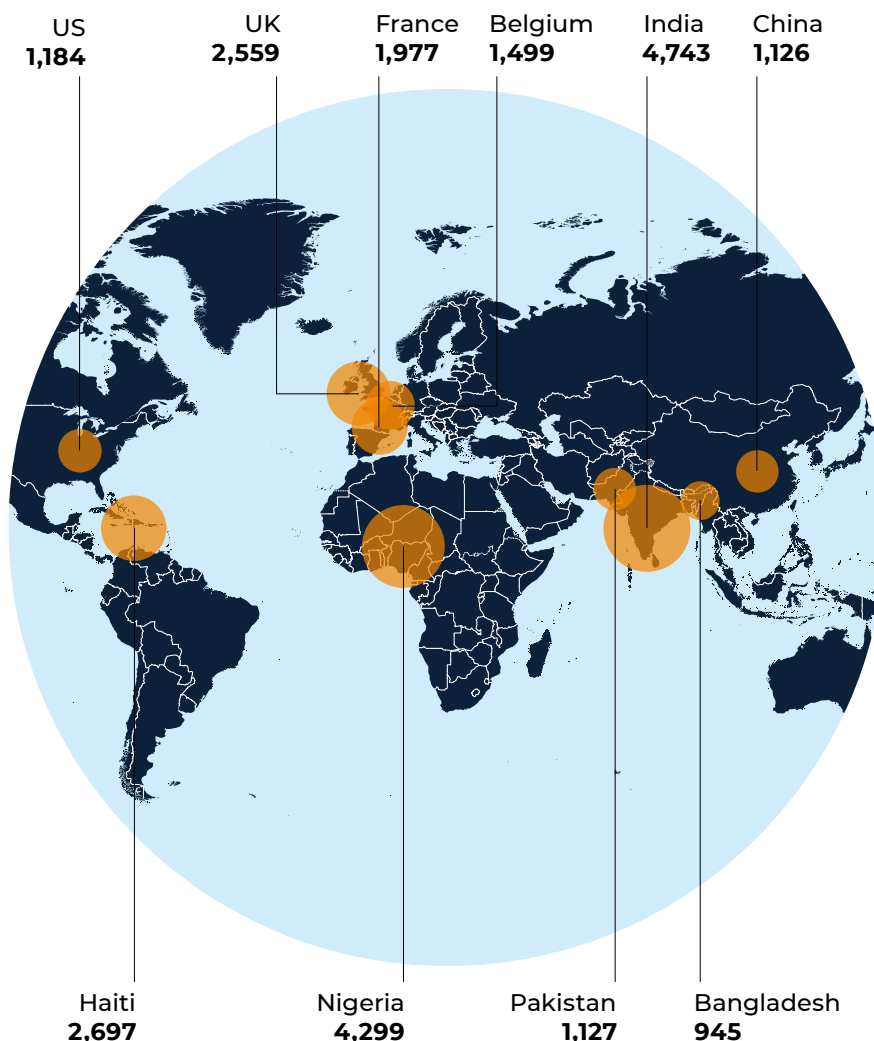 US
1,184
UK
2,559
France
1,977
Belgium
1,499
India
4,743
China
1,126
Haiti
2,697
Nigeria
4,299
Pakistan
1,127
Bangladesh
945